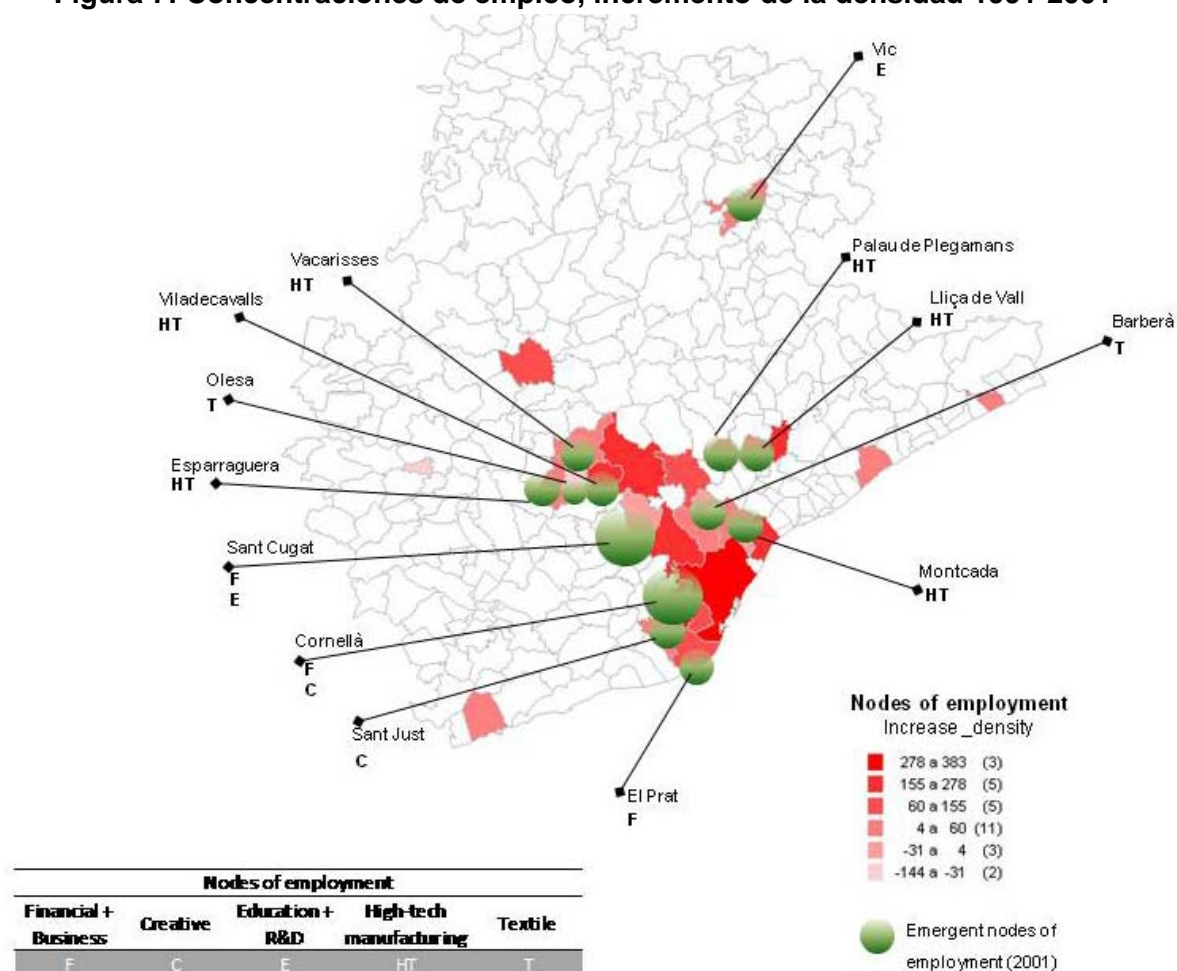 Vic
E
Palau de Plegamans
HT
Vacarisses
HT
Lliça de Vall
HT
Viladecavalls
HT
Barberà
T
Olesa
T
Esparraguera
HT
Sant Cugat
F
E
Montcada
HT
Cornellà
F
C
Sant Just
C
El Prat
F
Nodes of employment
Increase_density
278 a 383 (3)
155 a 278 (5)
60 a 155 (5)
4 a 60 (11)
-31 a 4 (3)
-144 a -31 (2)
Emergent nodes of
employment (2001)
Nodes of employment
Financial + Business Creative Education + R&D High-tech manufacturing Textile
F C E HT T